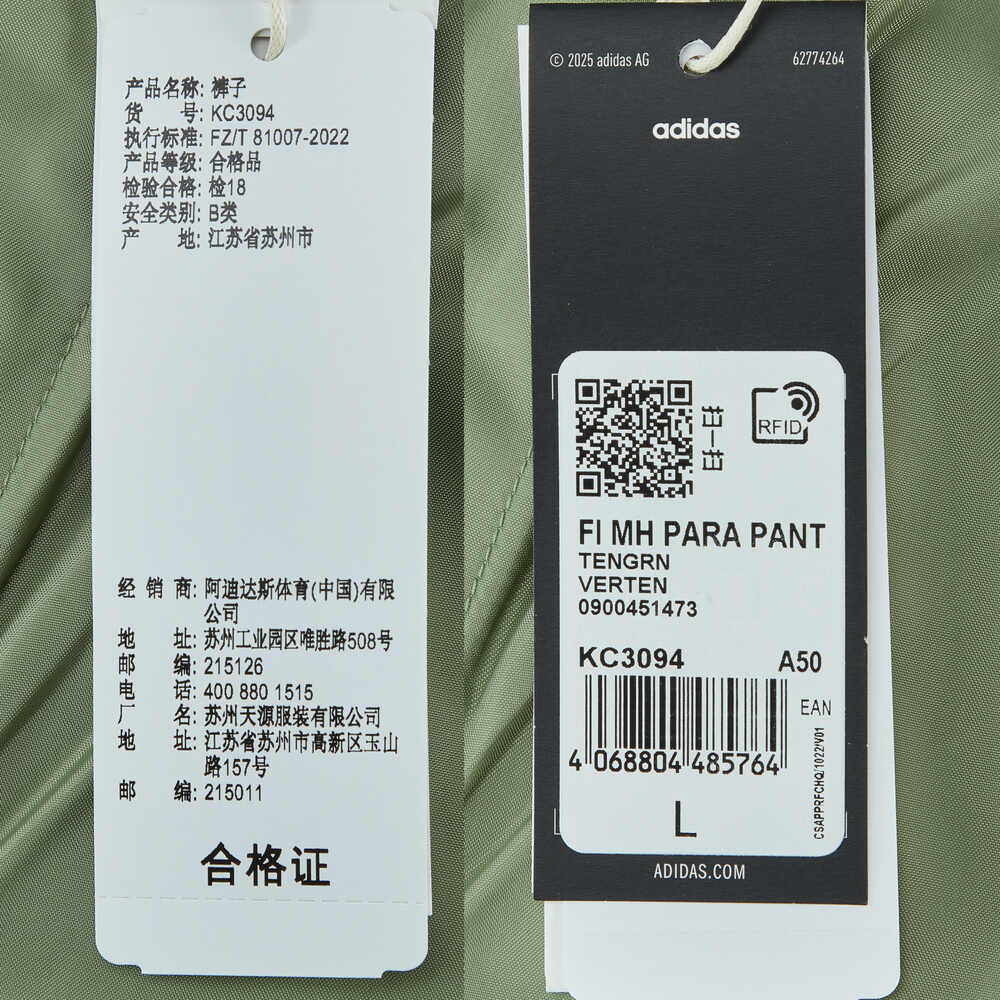 产品名称: 裤子
货 号: KC3094
执行标准: FZ/T 81007-2022
产品等级: 合格品
检验合格: 检18
安全类别: B类
产 地: 江苏省苏州市
经 销 商: 阿迪达斯体育(中国)有限
公司
地 址: 苏州工业园区唯胜路508号
邮 编: 215126
电 话: 400 880 1515
厂 名: 苏州天源服装有限公司
地 址: 江苏省苏州市高新区玉山
路157号
邮 编: 215011
合格证
© 2025 adidas AG
62774264
adidas
扫一扫
RFID
FI MH PARA PANT
TENGRN
VERTEN
0900451473
KC3094
A50
EAN
4 068804 485764
CSAPPRFCHQ/1022/V01
L
ADIDAS.COM